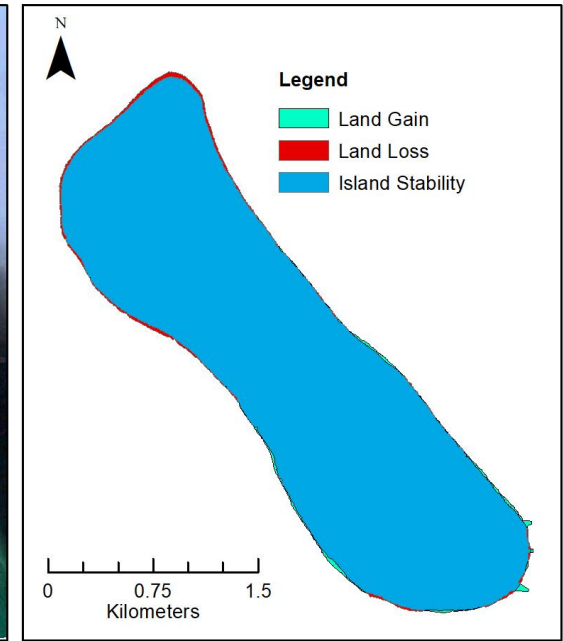 N
Legend
Land Gain
Land Loss
Island Stability
0 0.75 1.5
Kilometers